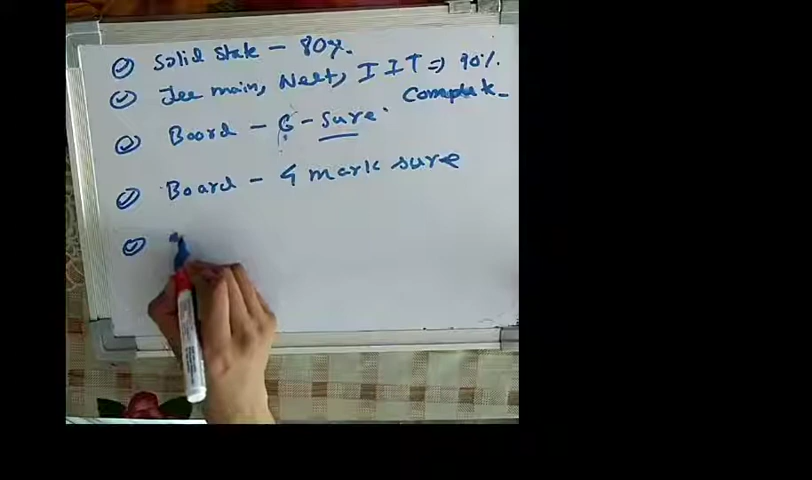 Solid state - 80%.
Jee main, Neet, IIT => 90%.
Complete
Board - 6 - sure.
Board - 4 mark sure